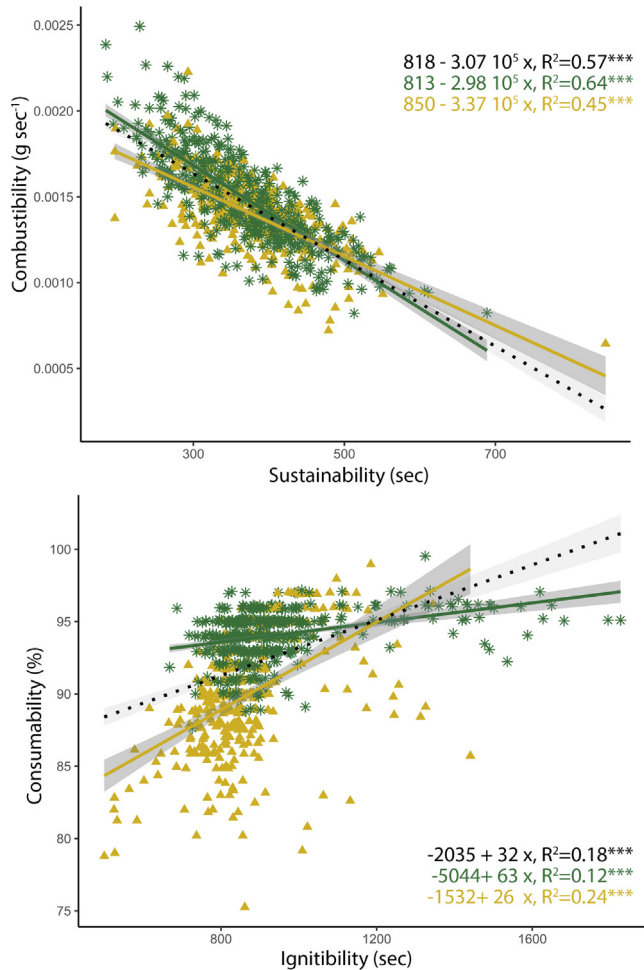 0.0025
818 - 3.07 10⁵ x, R²=0.57***
813 - 2.98 10⁵ x, R²=0.64***
850 - 3.37 10⁵ x, R²=0.45***
0.0020
0.0015
0.0010
0.0005
Combustibility (g sec⁻¹)
300 500 700
Sustainability (sec)
100
95
90
85
80
75
Consumability (%)
-2035 + 32 x, R²=0.18***
-5044+ 63 x, R²=0.12***
-1532+ 26 x, R²=0.24***
800 1200 1600
Ignitibility (sec)